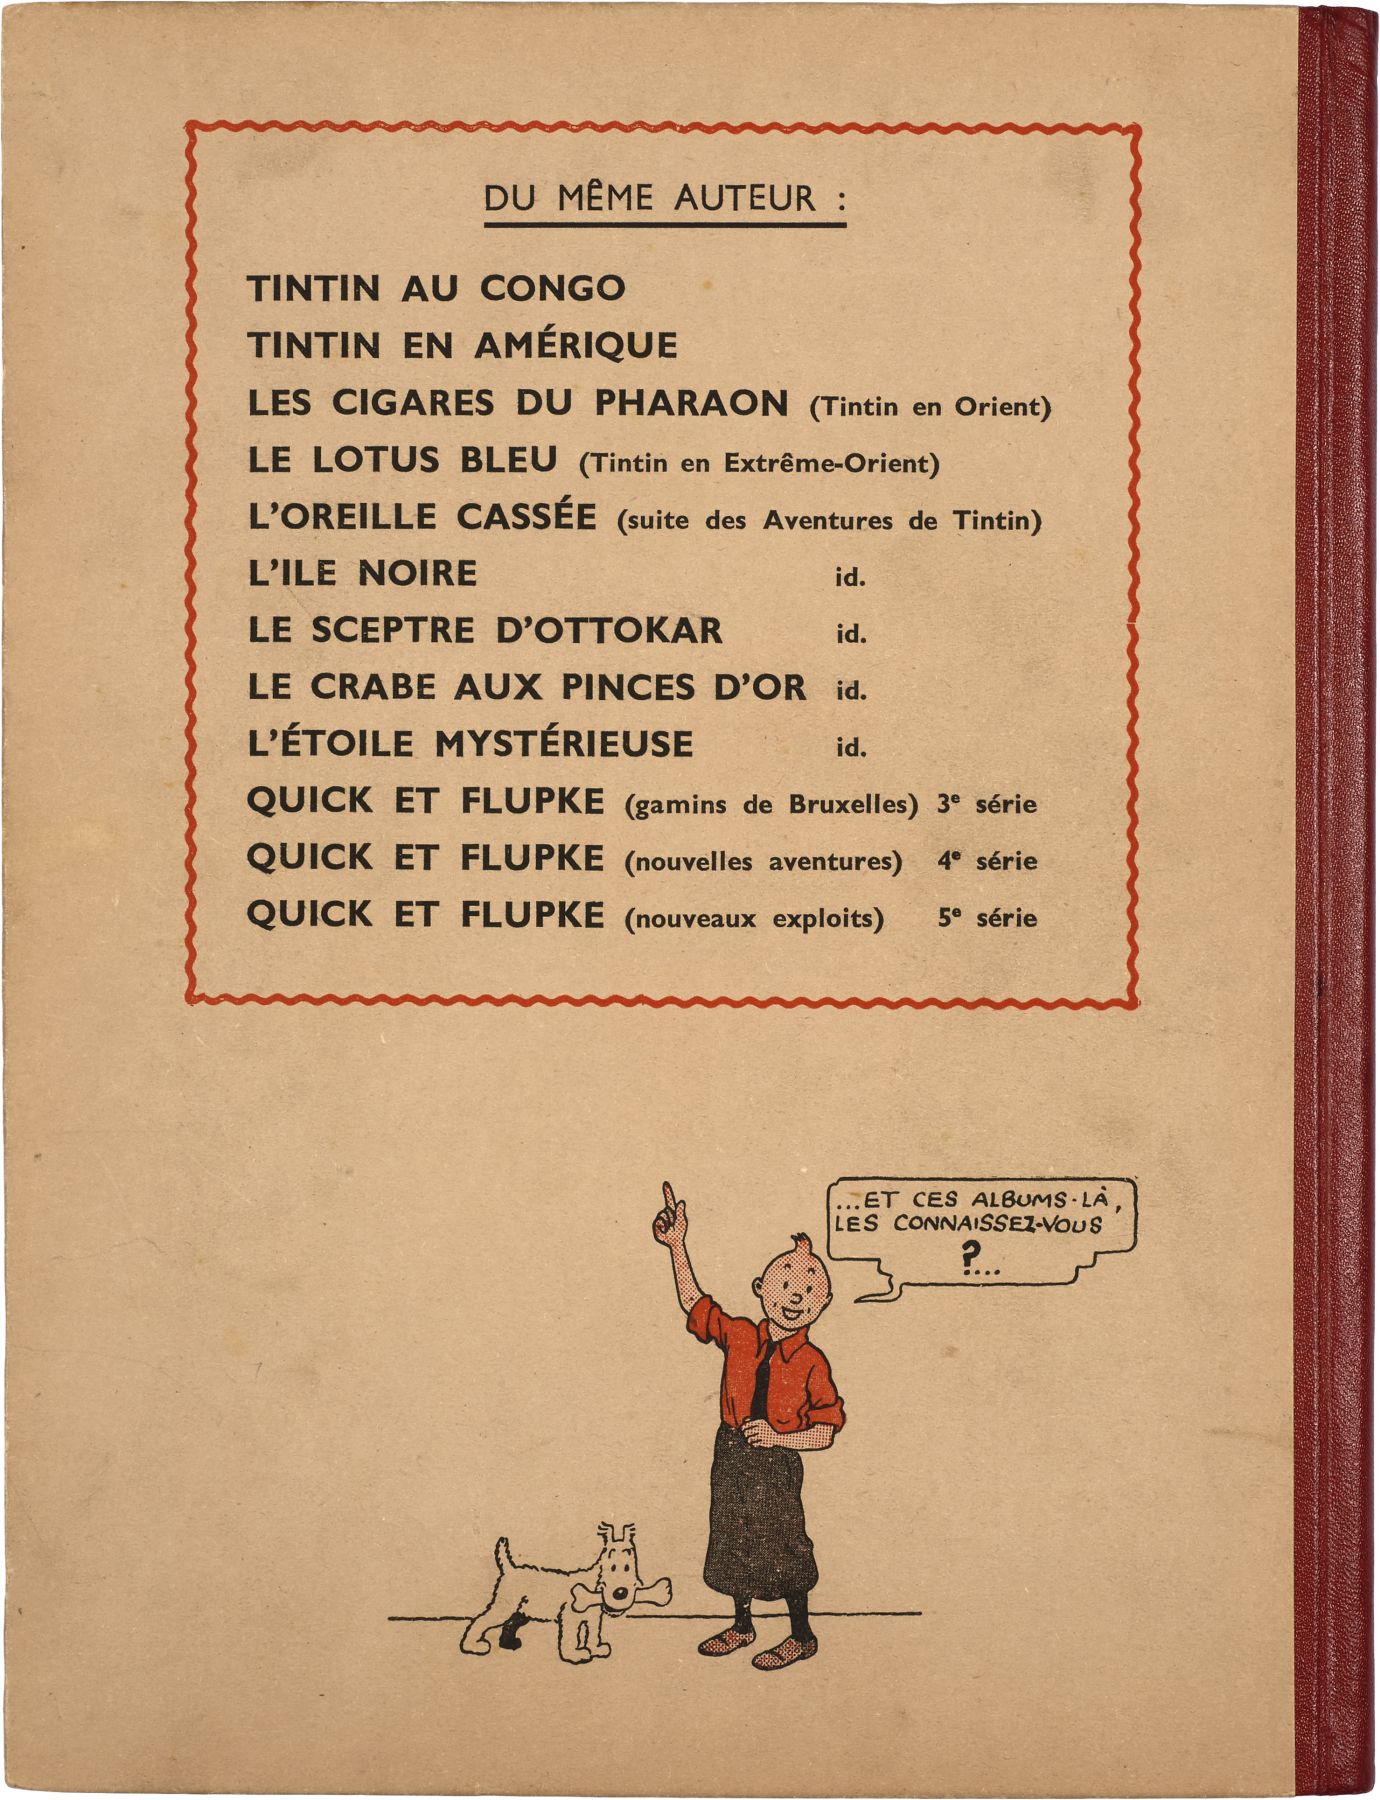 DU MÊME AUTEUR :
TINTIN AU CONGO
TINTIN EN AMÉRIQUE
LES CIGARES DU PHARAON (Tintin en Orient)
LE LOTUS BLEU (Tintin en Extrême-Orient)
L'OREILLE CASSÉE (suite des Aventures de Tintin)
L'ILE NOIRE id.
LE SCEPTRE D'OTTOKAR id.
LE CRABE AUX PINCES D'OR id.
L'ÉTOILE MYSTÉRIEUSE id.
QUICK ET FLUPKE (gamins de Bruxelles) 3e série
QUICK ET FLUPKE (nouvelles aventures) 4e série
QUICK ET FLUPKE (nouveaux exploits) 5e série
...ET CES ALBUMS-LÀ,
LES CONNAISSEZ-VOUS
?...